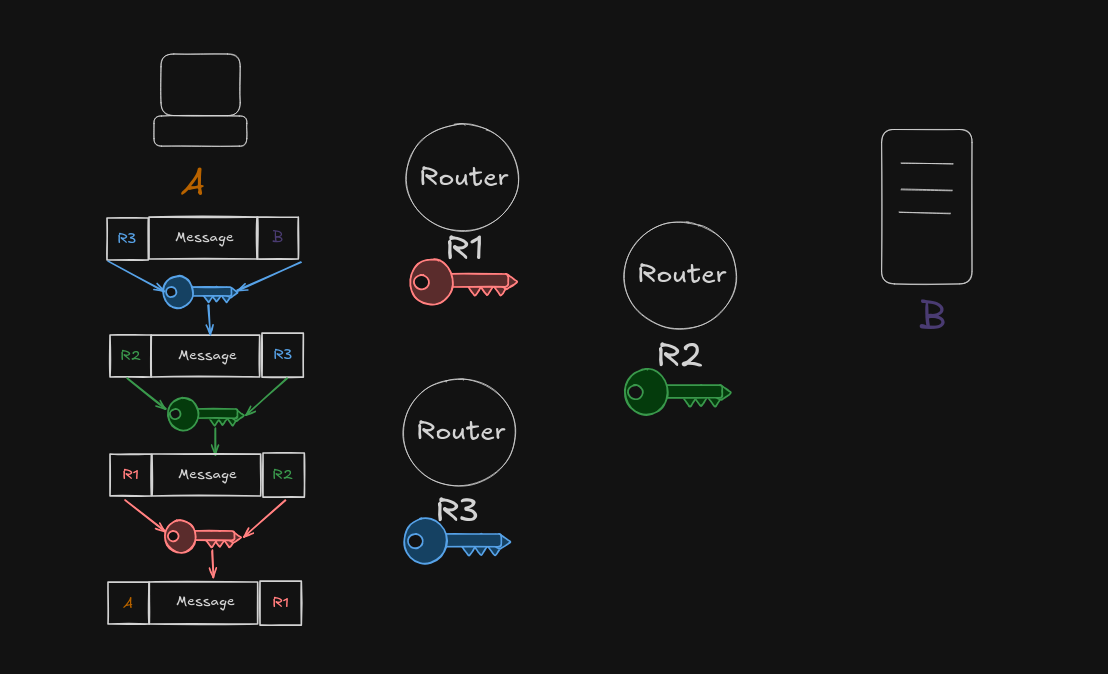 A
R3 Message B
R2 Message R3
R1 Message R2
A Message R1
Router
R1
Router
R3
Router
R2
B